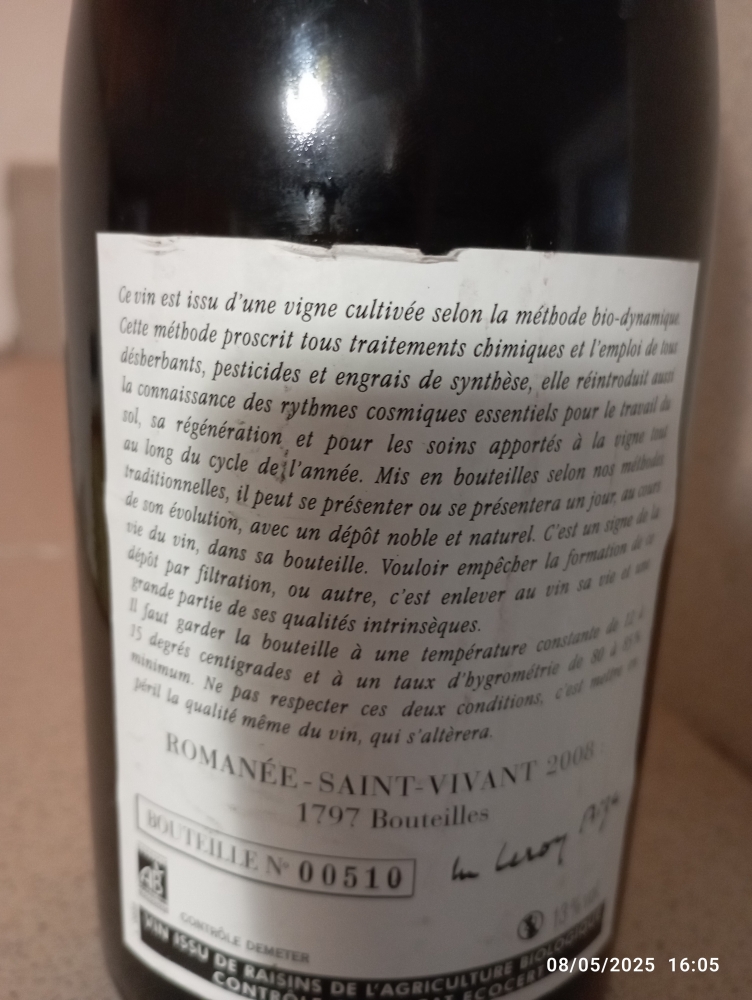 Ce vin est issu d'une vigne cultivée selon la méthode bio-dynamique.
Cette méthode proscrit tous traitements chimiques et l'emploi de tous
désherbants, pesticides et engrais de synthèse, elle réintroduit aussi
la connaissance des rythmes cosmiques essentiels pour le travail du
sol, sa régénération et pour les soins apportés à la vigne tout
au long du cycle de l'année. Mis en bouteilles selon nos méthodes
traditionnelles, il peut se présenter ou se présentera un jour, au cours
de son évolution, avec un dépôt noble et naturel. C'est un signe de la
vie du vin, dans sa bouteille. Vouloir empêcher la formation de ce
dépôt par filtration, ou autre, c'est enlever au vin sa vie et une
grande partie de ses qualités intrinsèques.
Il faut garder la bouteille à une température constante de 12 à
15 degrés centigrades et à un taux d'hygrométrie de 80 à 85%
minimum. Ne pas respecter ces deux conditions, c'est mettre en
péril la qualité même du vin, qui s'altèrera.
ROMANÉE-SAINT-VIVANT 2008
1797 Bouteilles
BOUTEILLE N° 00510
Leroy
AB
CONTRÔLE DEMETER
13% vol.
VIN ISSU DE RAISINS DE L'AGRICULTURE BIOLOGIQUE
ECOCERT
08/05/2025 16:05